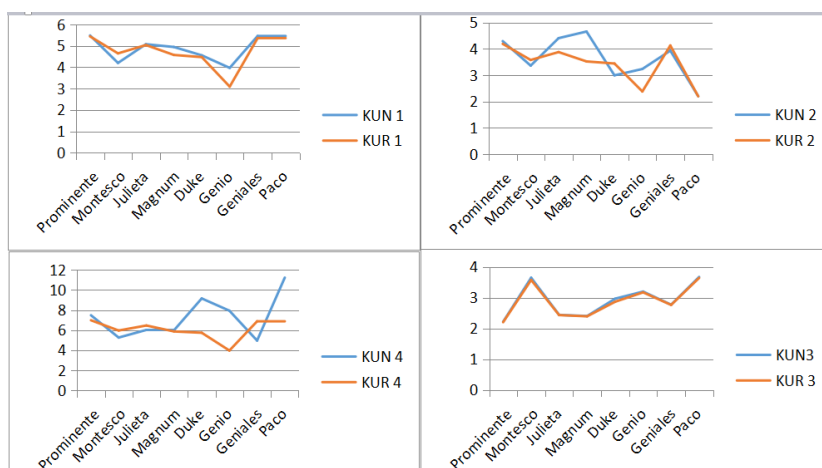 6
5
4
3
2
1
0
KUN 1
KUR 1
Prominente
Montesco
Julieta
Magnum
Duke
Genio
Geniales
Paco
5
4
3
2
1
0
KUN 2
KUR 2
Prominente
Montesco
Julieta
Magnum
Duke
Genio
Geniales
Paco
12
10
8
6
4
2
0
KUN 4
KUR 4
Prominente
Montesco
Julieta
Magnum
Duke
Genio
Geniales
Paco
4
3
2
1
0
KUN3
KUR 3
Prominente
Montesco
Julieta
Magnum
Duke
Genio
Geniales
Paco